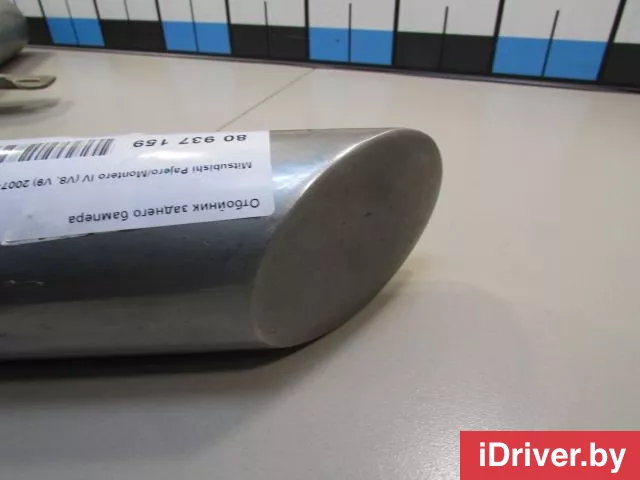 Отбойник заднего бампера
Mitsubishi Pajero/Montero IV (V8, V9) 2007-
80 937 159
iDriver.by